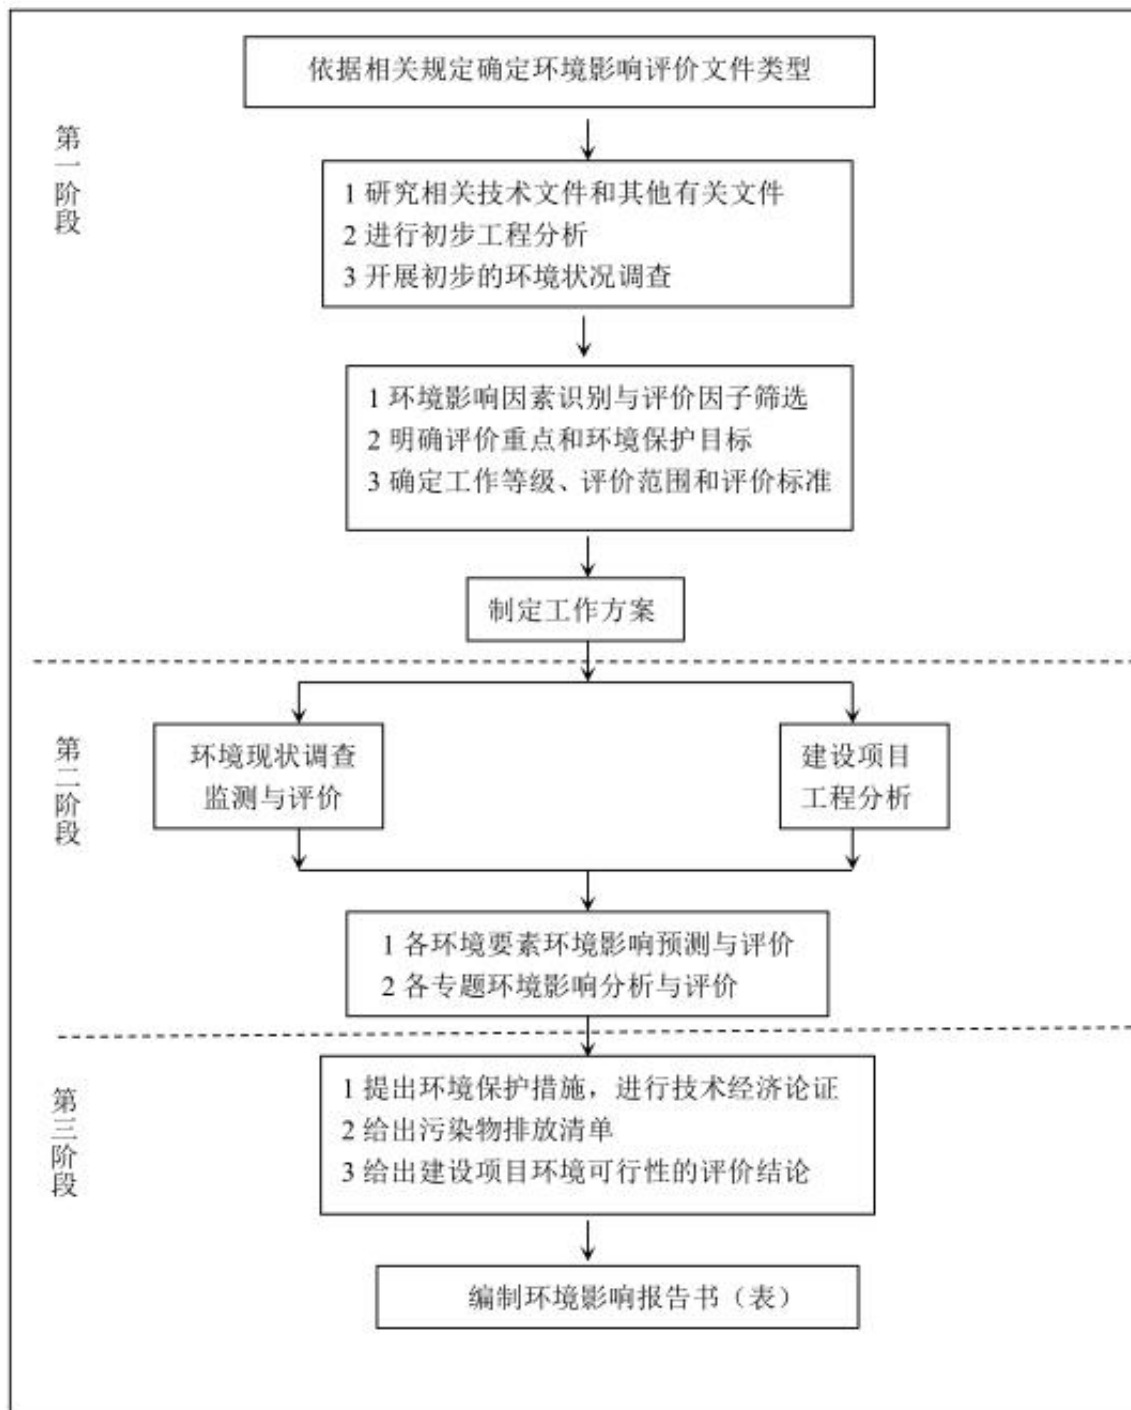 依据相关规定确定环境影响评价文件类型
第一阶段
1 研究相关技术文件和其他有关文件
2 进行初步工程分析
3 开展初步的环境状况调查
1 环境影响因素识别与评价因子筛选
2 明确评价重点和环境保护目标
3 确定工作等级、评价范围和评价标准
制定工作方案
第二阶段
环境现状调查
监测与评价
建设项目
工程分析
1 各环境要素环境影响预测与评价
2 各专题环境影响分析与评价
第三阶段
1 提出环境保护措施，进行技术经济论证
2 给出污染物排放清单
3 给出建设项目环境可行性的评价结论
编制环境影响报告书（表）